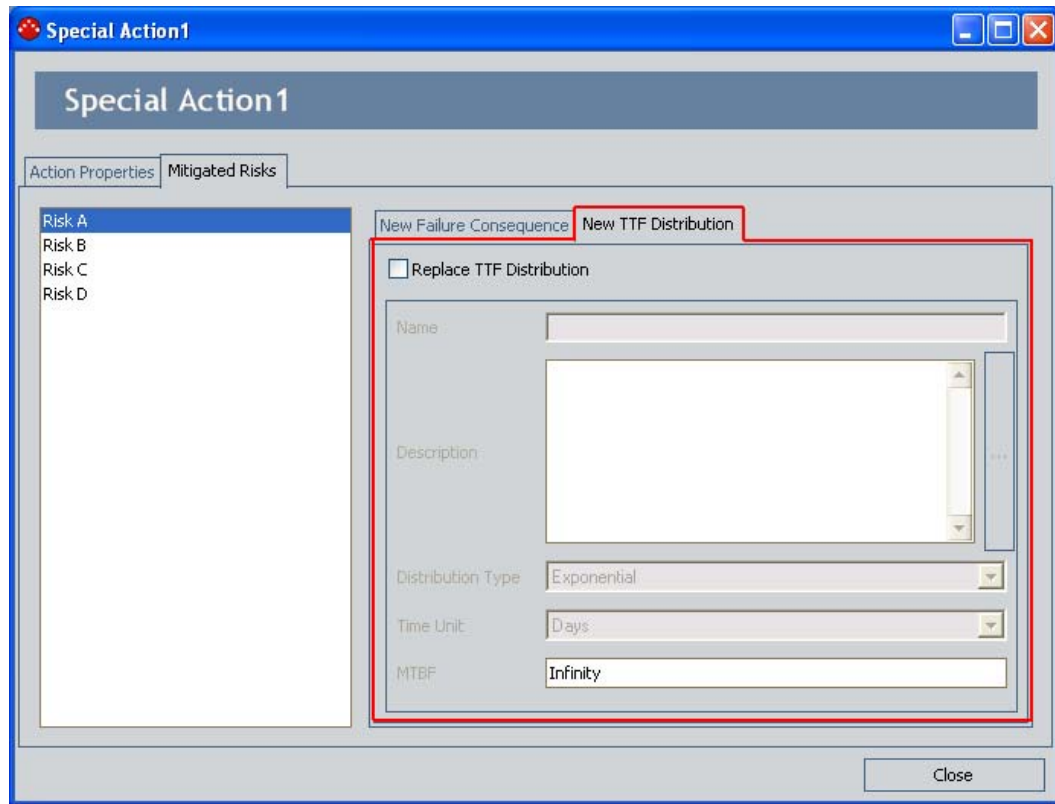 Special Action1
Special Action1
Action Properties Mitigated Risks
Risk A
Risk B
Risk C
Risk D
New Failure Consequence New TTF Distribution
Replace TTF Distribution
Name
Description
...
Distribution Type Exponential
Time Unit Days
MTBF Infinity
Close